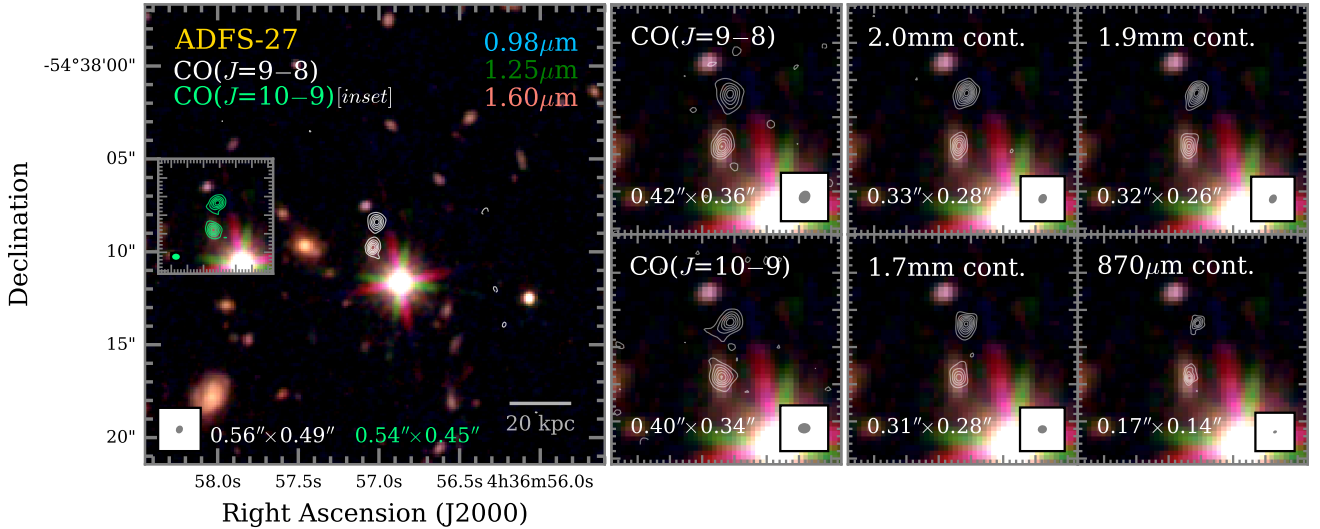 ADFS-27
0.98μm
CO(J=9−8)
1.25μm
CO(J=10−9)[inset]
1.60μm
-54°38'00"
05"
10"
15"
20"
Declination
20 kpc
0.56″×0.49″
0.54″×0.45″
58.0s
57.5s
57.0s
56.5s
4h36m56.0s
Right Ascension (J2000)
CO(J=9−8)
0.42″×0.36″
2.0mm cont.
0.33″×0.28″
1.9mm cont.
0.32″×0.26″
CO(J=10−9)
0.40″×0.34″
1.7mm cont.
0.31″×0.28″
870μm cont.
0.17″×0.14″